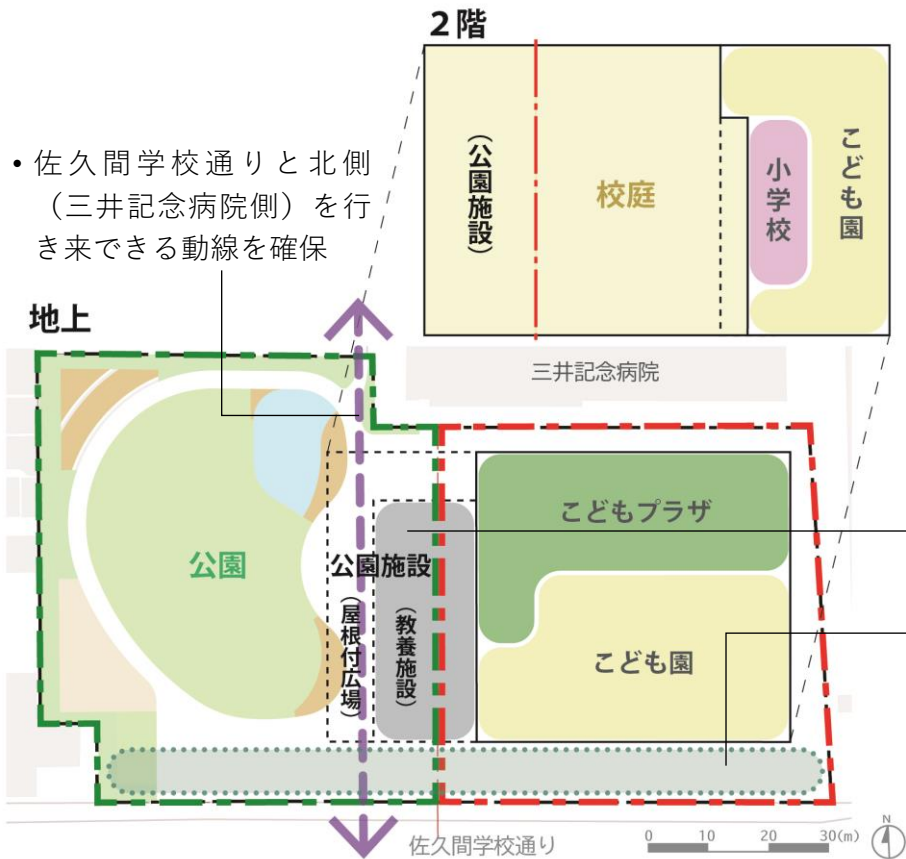 ２階
（公園施設）
校庭
小学校
こども園
• 佐久間学校通りと北側
（三井記念病院側）を行
き来できる動線を確保
地上
三井記念病院
こどもプラザ
公園
公園施設
（屋根付広場）
（教養施設）
こども園
佐久間学校通り
0 10 20 30(m)
N